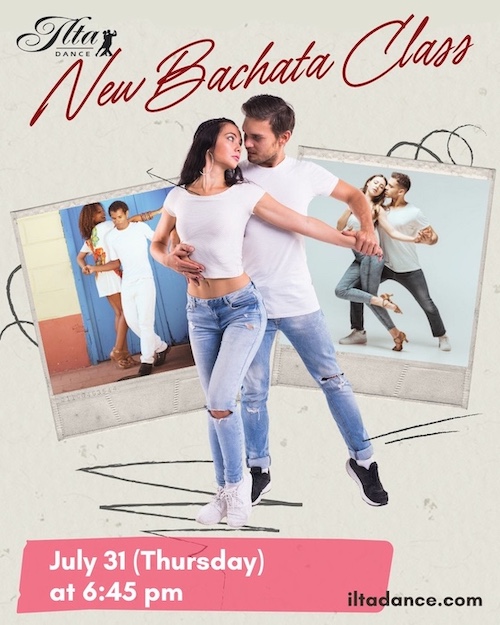 Ilta
DANCE
New Bachata Class
July 31 (Thursday)
at 6:45 pm
iltadance.com